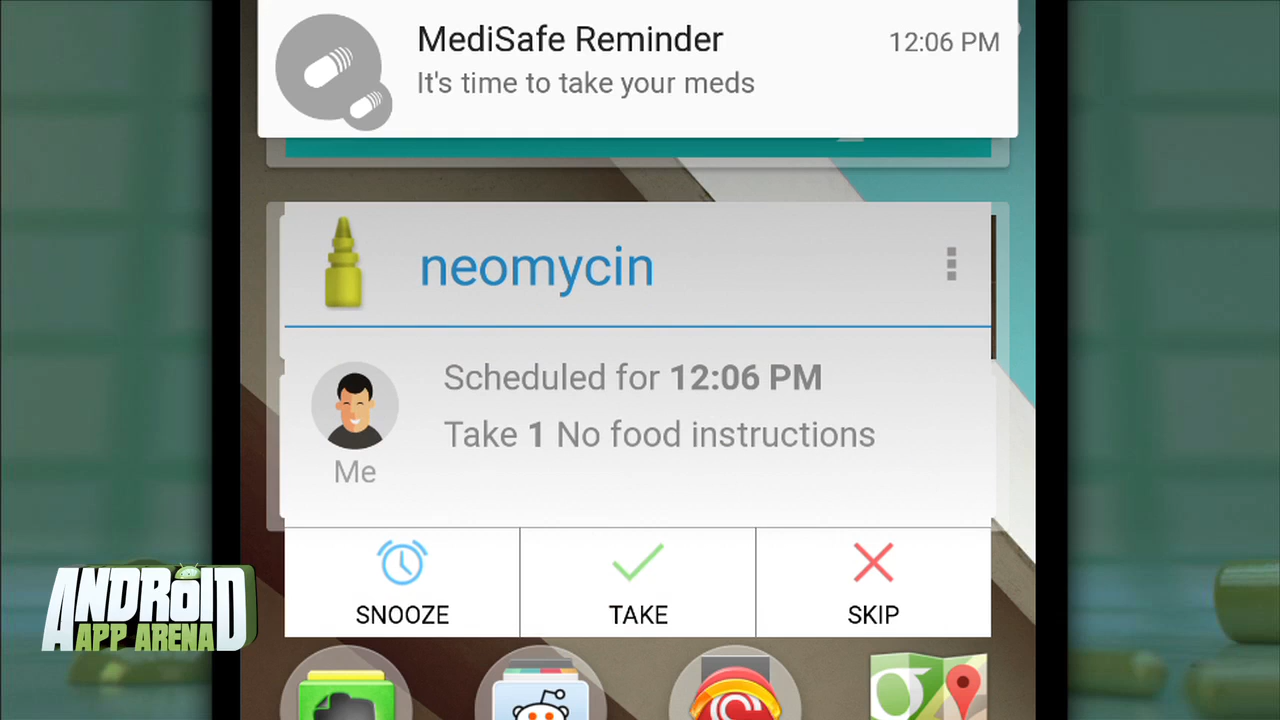 MediSafe Reminder
12:06 PM
It's time to take your meds
neomycin
Scheduled for 12:06 PM
Take 1 No food instructions
Me
SNOOZE
TAKE
SKIP
ANDROID
APP ARENA